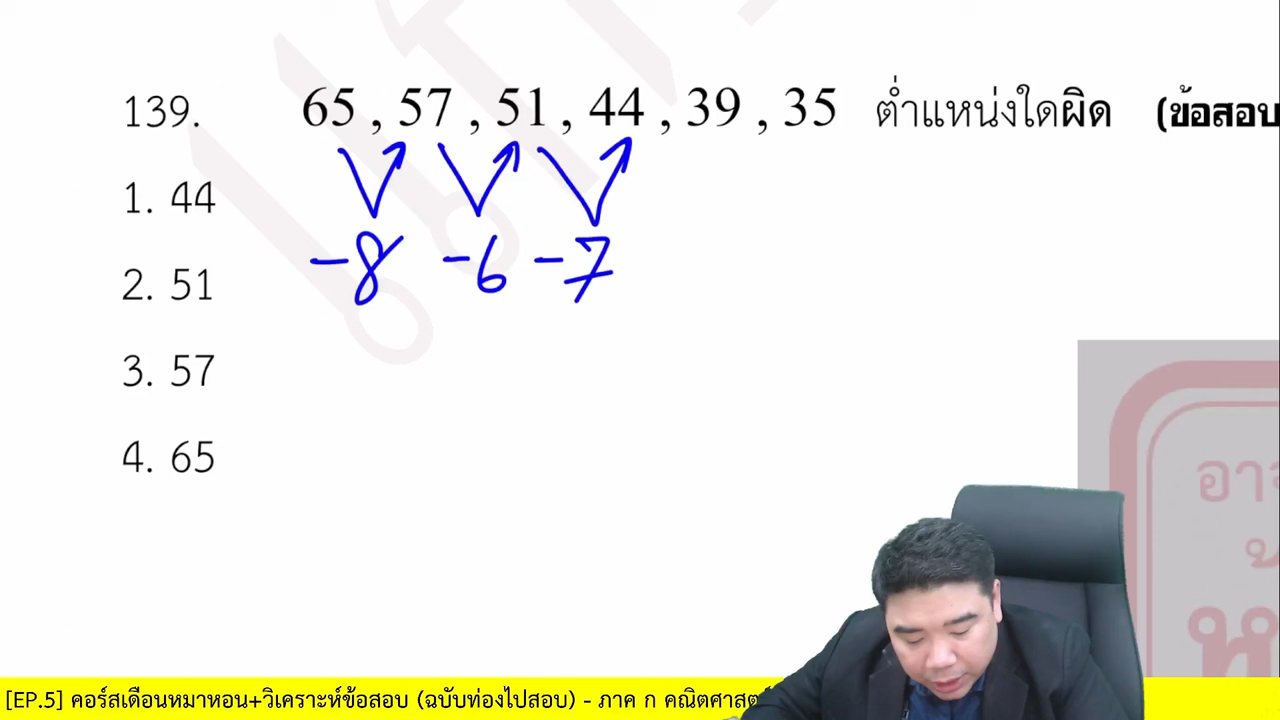 139. 65 , 57 , 51 , 44 , 39 , 35 ตำแหน่งใดผิด (ข้อสอบ
-8 -6 -7
1. 44
2. 51
3. 57
4. 65
[EP.5] คอร์สเดือนหมาหอน+วิเคราะห์ข้อสอบ (ฉบับท่องไปสอบ) - ภาค ก คณิตศาสต